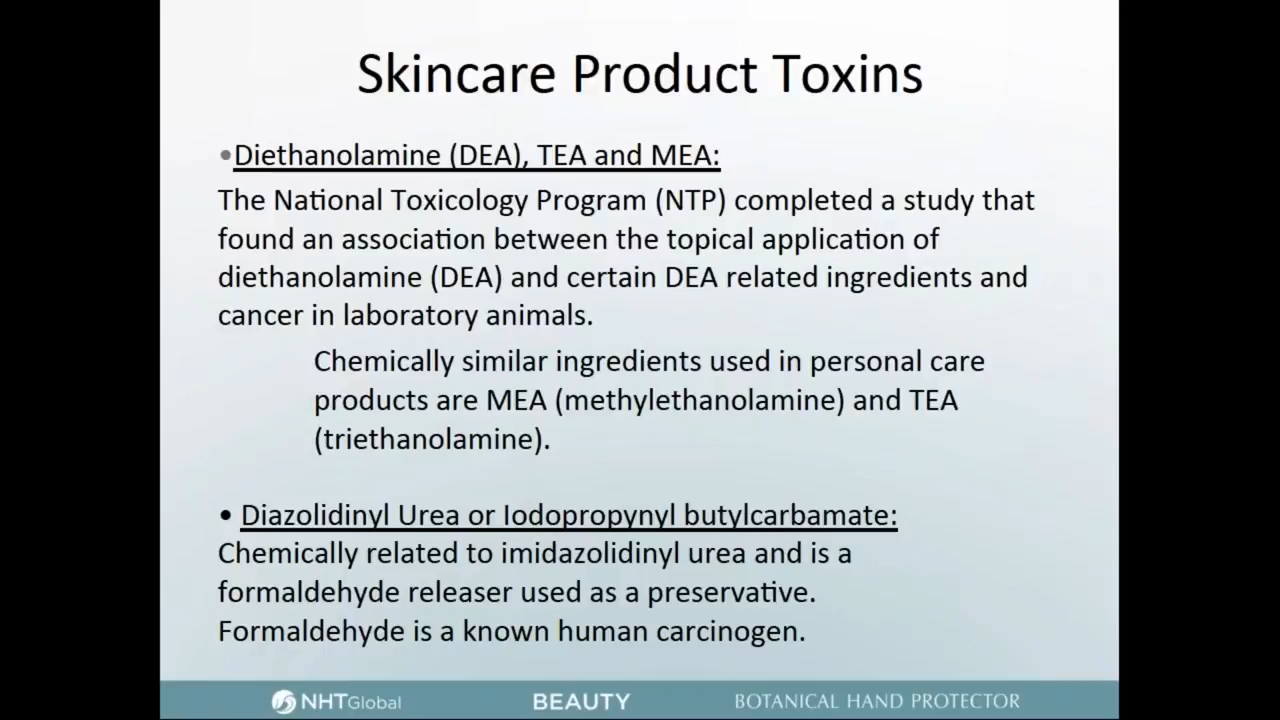 Skincare Product Toxins
•Diethanolamine (DEA), TEA and MEA:
The National Toxicology Program (NTP) completed a study that
found an association between the topical application of
diethanolamine (DEA) and certain DEA related ingredients and
cancer in laboratory animals.
Chemically similar ingredients used in personal care
products are MEA (methylethanolamine) and TEA
(triethanolamine).
• Diazolidinyl Urea or Iodopropynyl butylcarbamate:
Chemically related to imidazolidinyl urea and is a
formaldehyde releaser used as a preservative.
Formaldehyde is a known human carcinogen.
NHTGlobal BEAUTY BOTANICAL HAND PROTECTOR